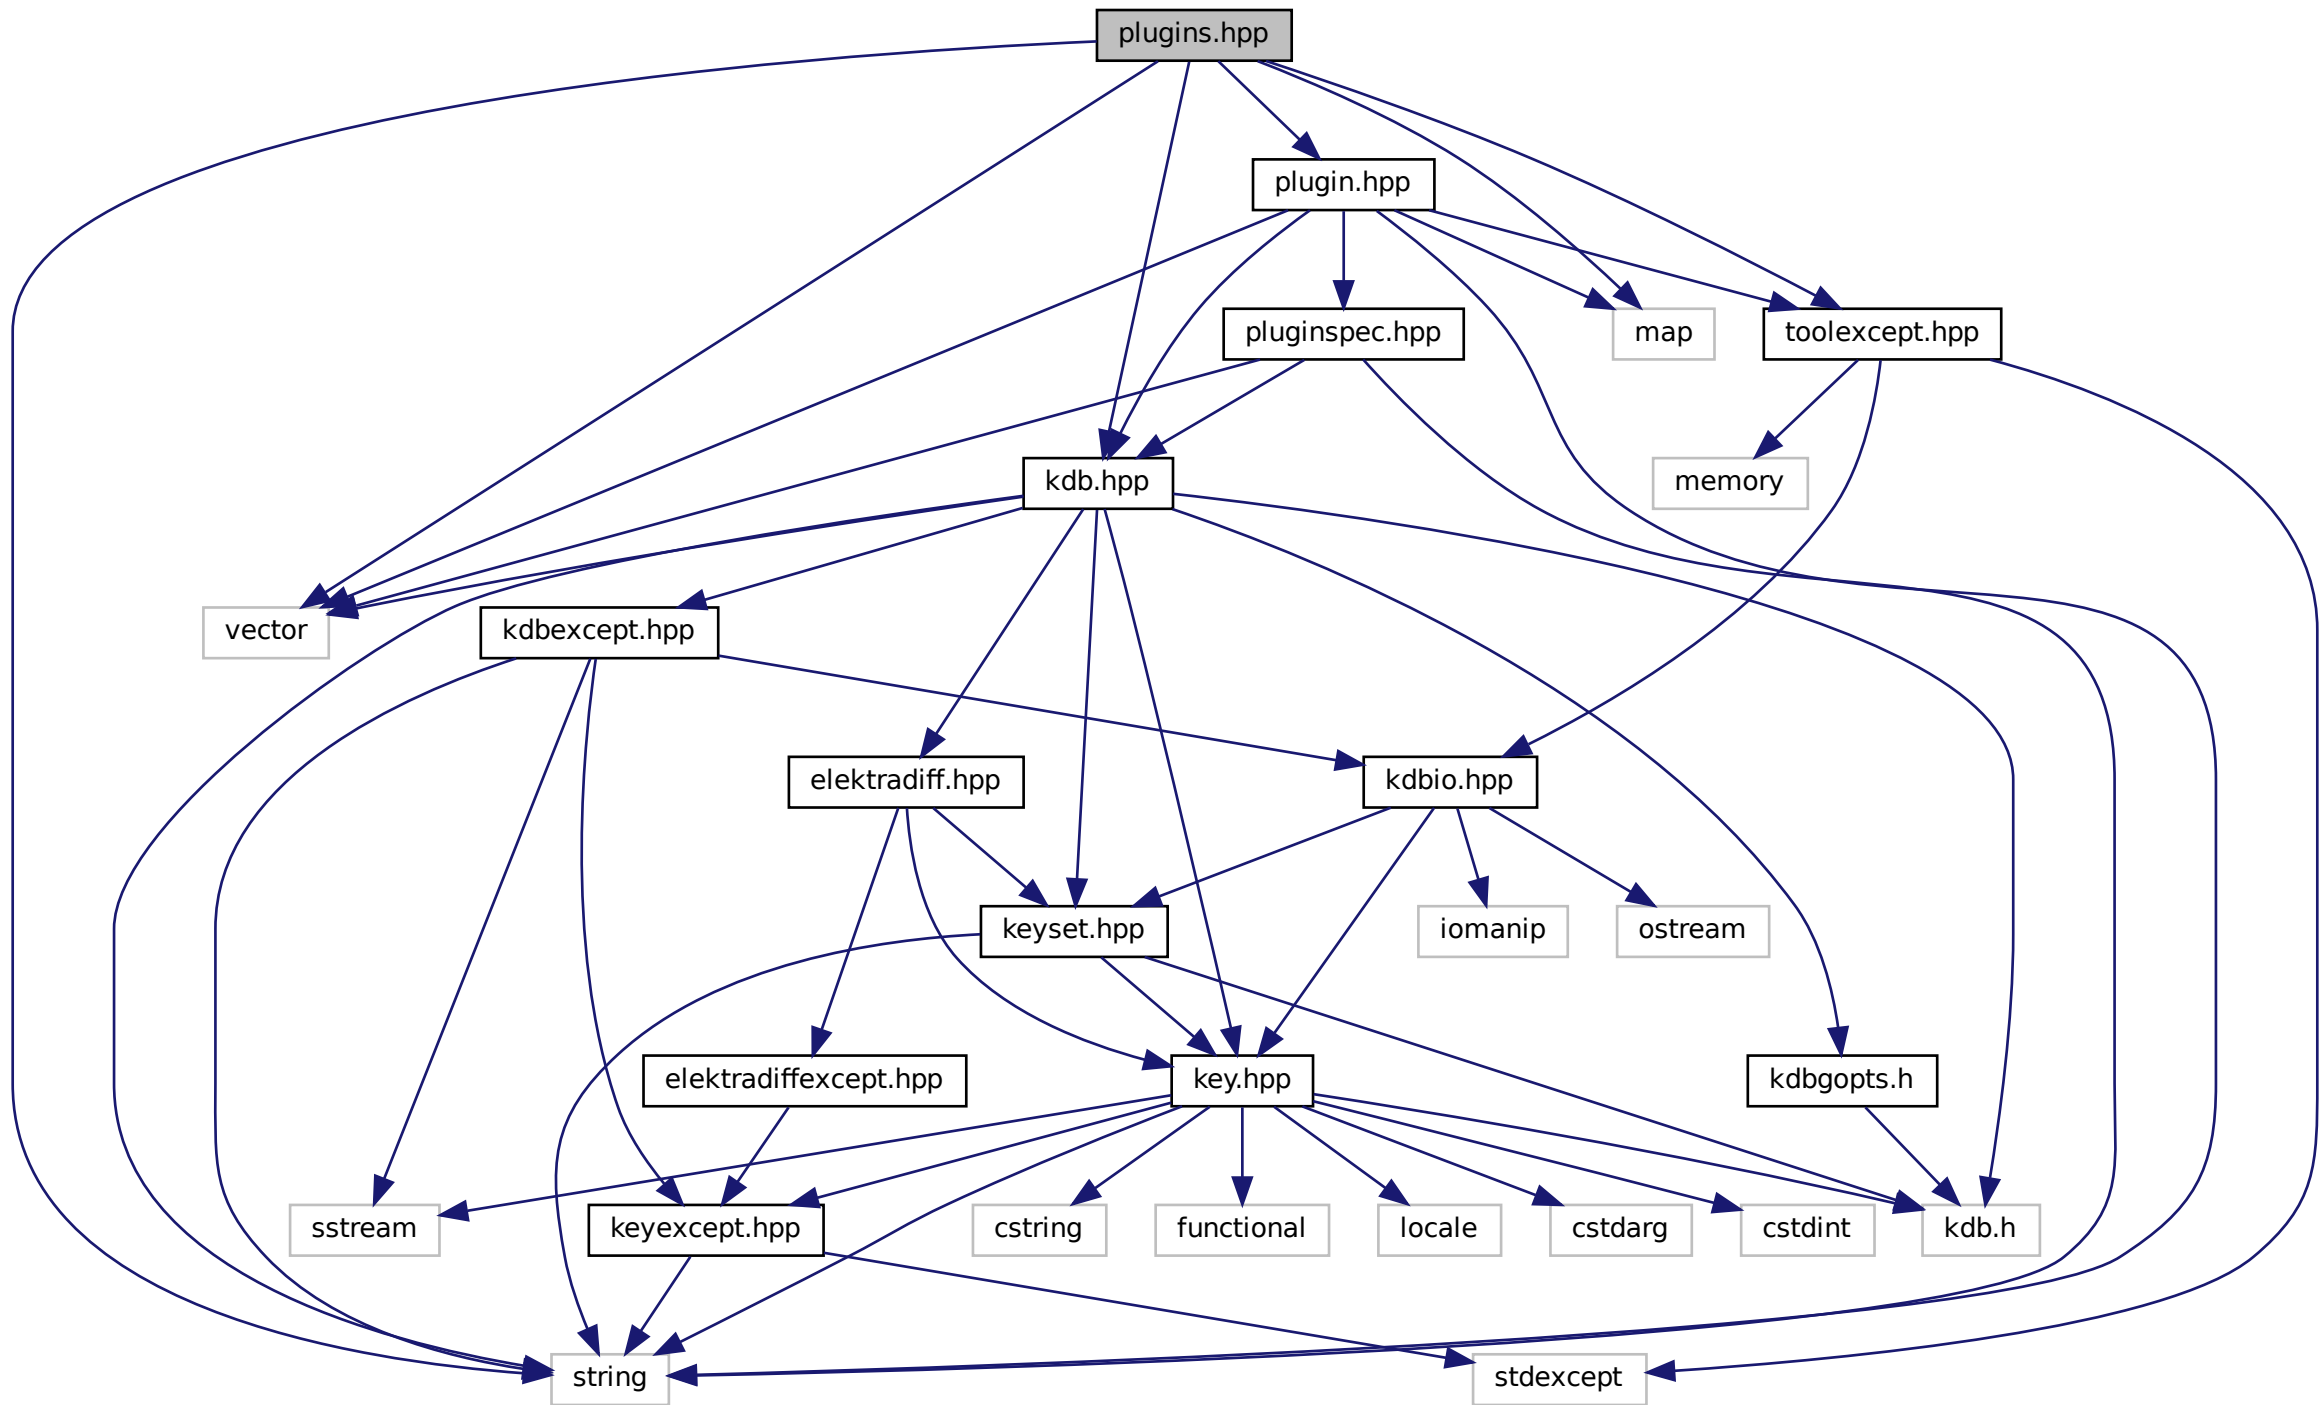 plugins.hpp
plugin.hpp
pluginspec.hpp
map
toolexcept.hpp
kdb.hpp
memory
vector
kdbexcept.hpp
elektradiff.hpp
kdbio.hpp
keyset.hpp
iomanip
ostream
elektradiffexcept.hpp
key.hpp
kdbgopts.h
sstream
keyexcept.hpp
cstring
functional
locale
cstdarg
cstdint
kdb.h
string
stdexcept